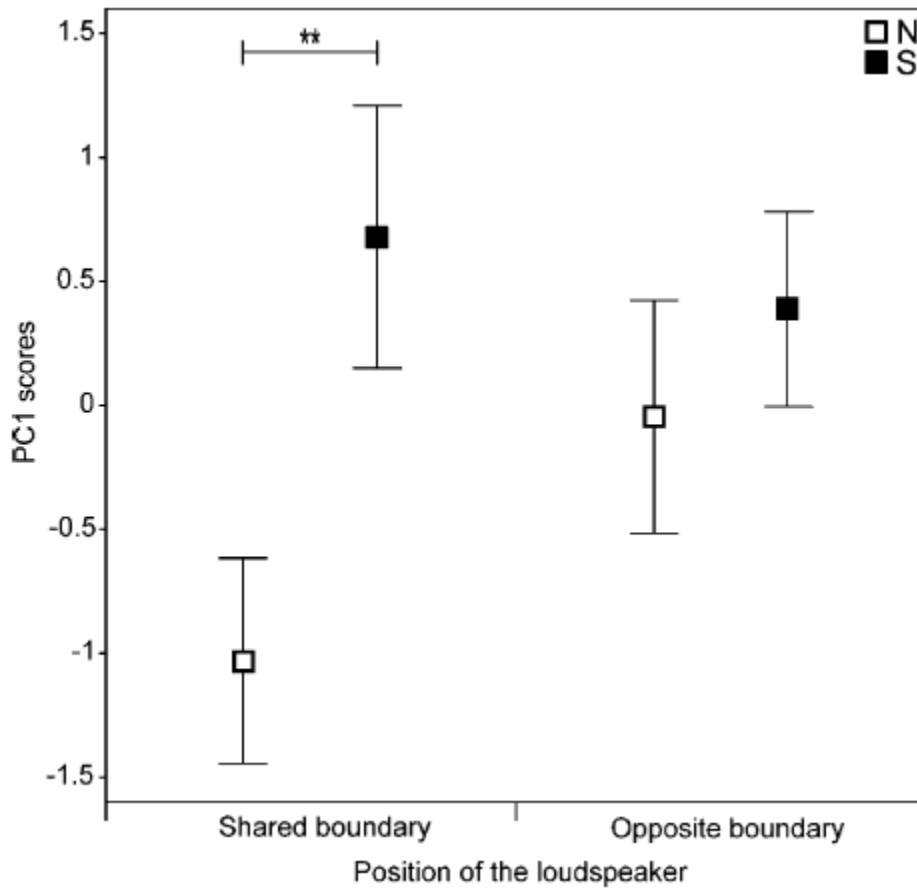 **
N
S
1.5
1
0.5
0
-0.5
-1
-1.5
PC1 scores
Shared boundary
Opposite boundary
Position of the loudspeaker